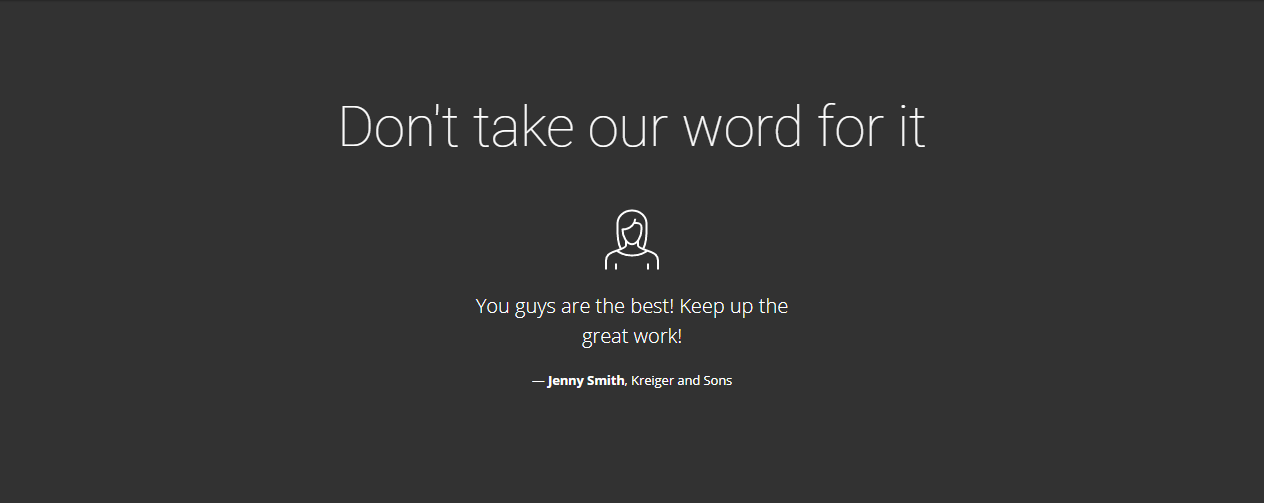 Don't take our word for it
You guys are the best! Keep up the
great work!
— Jenny Smith, Kreiger and Sons